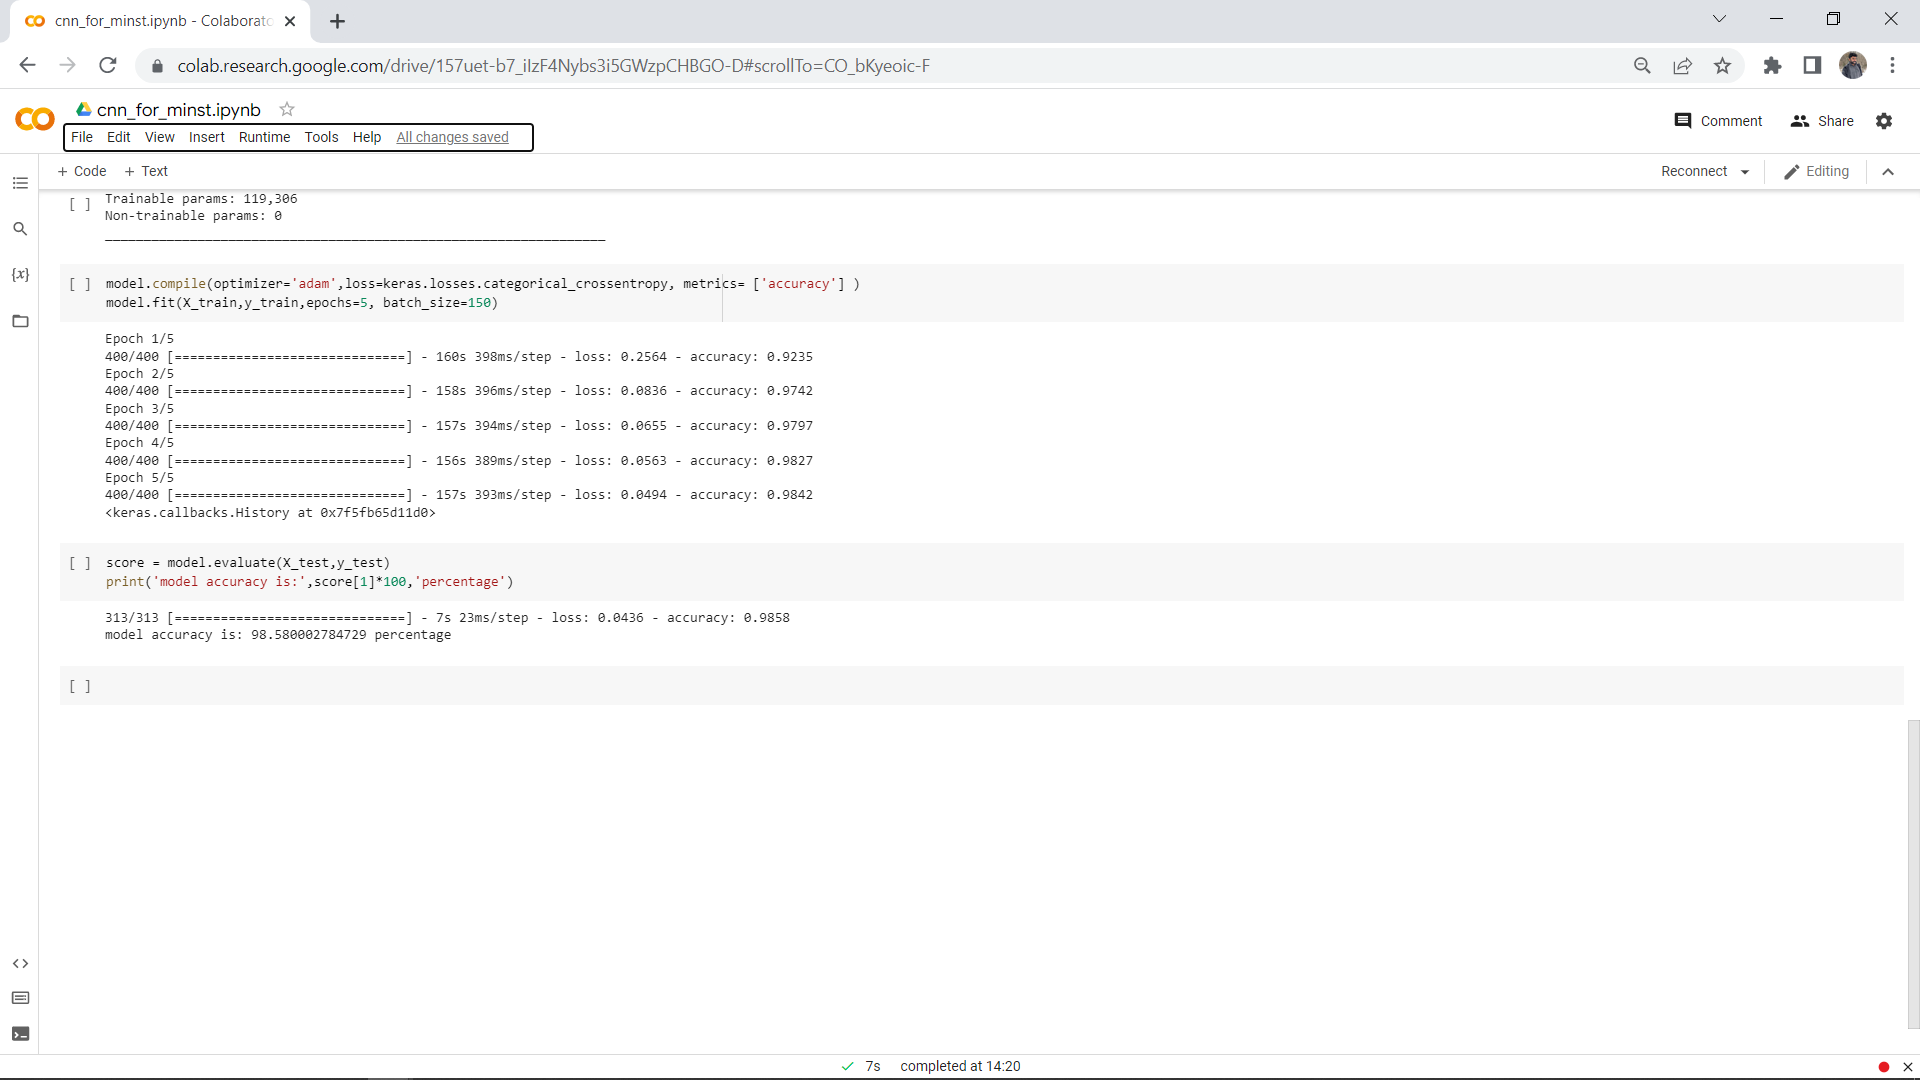 cnn_for_minst.ipynb - Colaborato
colab.research.google.com/drive/157uet-b7_iIzF4Nybs3i5GWzpCHBGO-D#scrollTo=CO_bKyeoic-F
cnn_for_minst.ipynb
File Edit View Insert Runtime Tools Help All changes saved
Comment Share
+ Code + Text
Reconnect Editing
[ ] Trainable params: 119,306
Non-trainable params: 0
_________________________________________________________________
[ ] model.compile(optimizer='adam',loss=keras.losses.categorical_crossentropy, metrics= ['accuracy'] )
model.fit(X_train,y_train,epochs=5, batch_size=150)
Epoch 1/5
400/400 [==============================] - 160s 398ms/step - loss: 0.2564 - accuracy: 0.9235
Epoch 2/5
400/400 [==============================] - 158s 396ms/step - loss: 0.0836 - accuracy: 0.9742
Epoch 3/5
400/400 [==============================] - 157s 394ms/step - loss: 0.0655 - accuracy: 0.9797
Epoch 4/5
400/400 [==============================] - 156s 389ms/step - loss: 0.0563 - accuracy: 0.9827
Epoch 5/5
400/400 [==============================] - 157s 393ms/step - loss: 0.0494 - accuracy: 0.9842
<keras.callbacks.History at 0x7f5fb65d11d0>
[ ] score = model.evaluate(X_test,y_test)
print('model accuracy is:',score[1]*100,'percentage')
313/313 [==============================] - 7s 23ms/step - loss: 0.0436 - accuracy: 0.9858
model accuracy is: 98.580002784729 percentage
[ ]
7s completed at 14:20